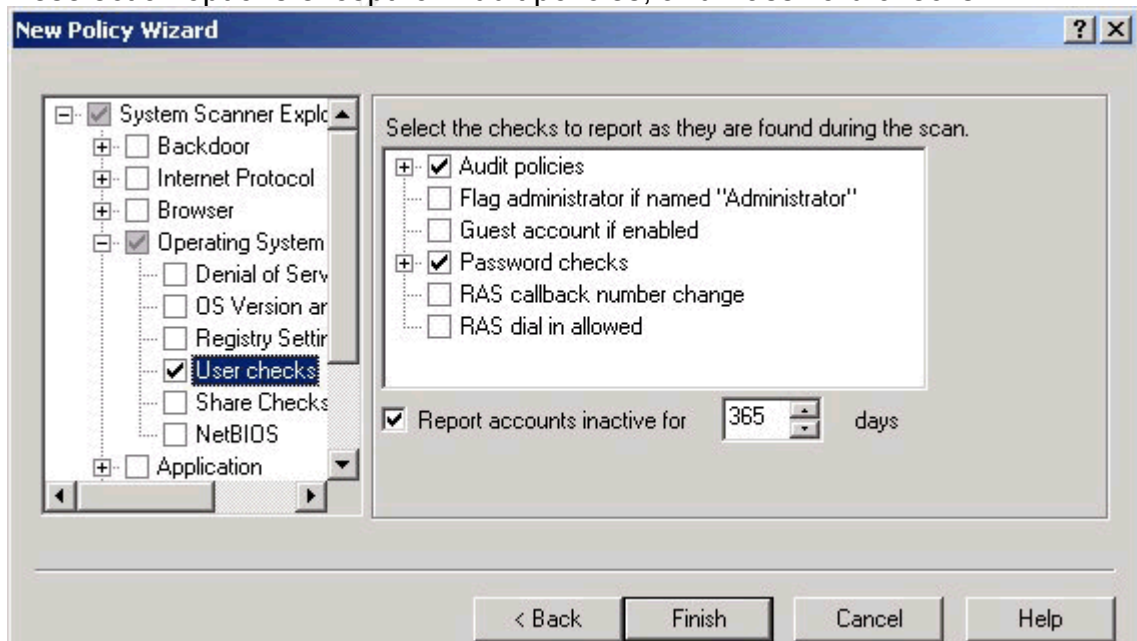 New Policy Wizard
System Scanner Explo
Backdoor
Internet Protocol
Browser
Operating System
Denial of Serv
OS Version ar
Registry Settir
User checks
Share Checks
NetBIOS
Application
Select the checks to report as they are found during the scan.
Audit policies
Flag administrator if named "Administrator"
Guest account if enabled
Password checks
RAS callback number change
RAS dial in allowed
Report accounts inactive for 365 days
< Back Finish Cancel Help